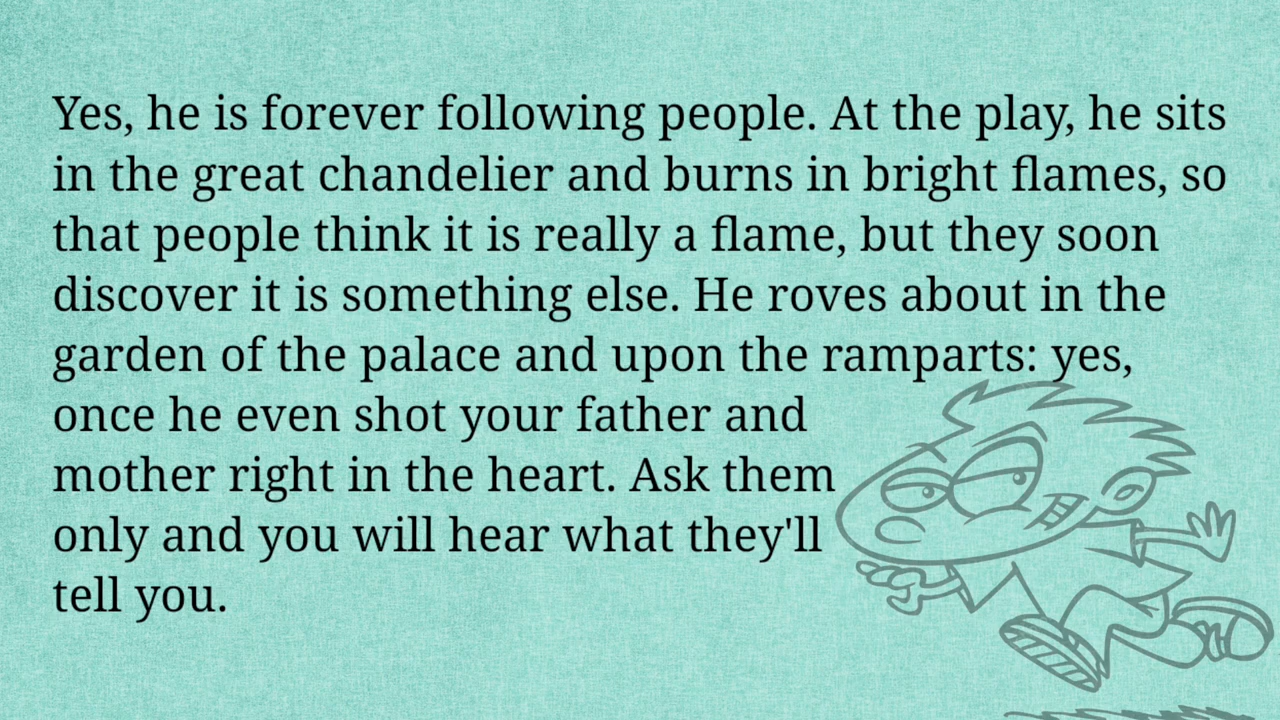 Yes, he is forever following people. At the play, he sits
in the great chandelier and burns in bright flames, so
that people think it is really a flame, but they soon
discover it is something else. He roves about in the
garden of the palace and upon the ramparts: yes,
once he even shot your father and
mother right in the heart. Ask them
only and you will hear what they'll
tell you.